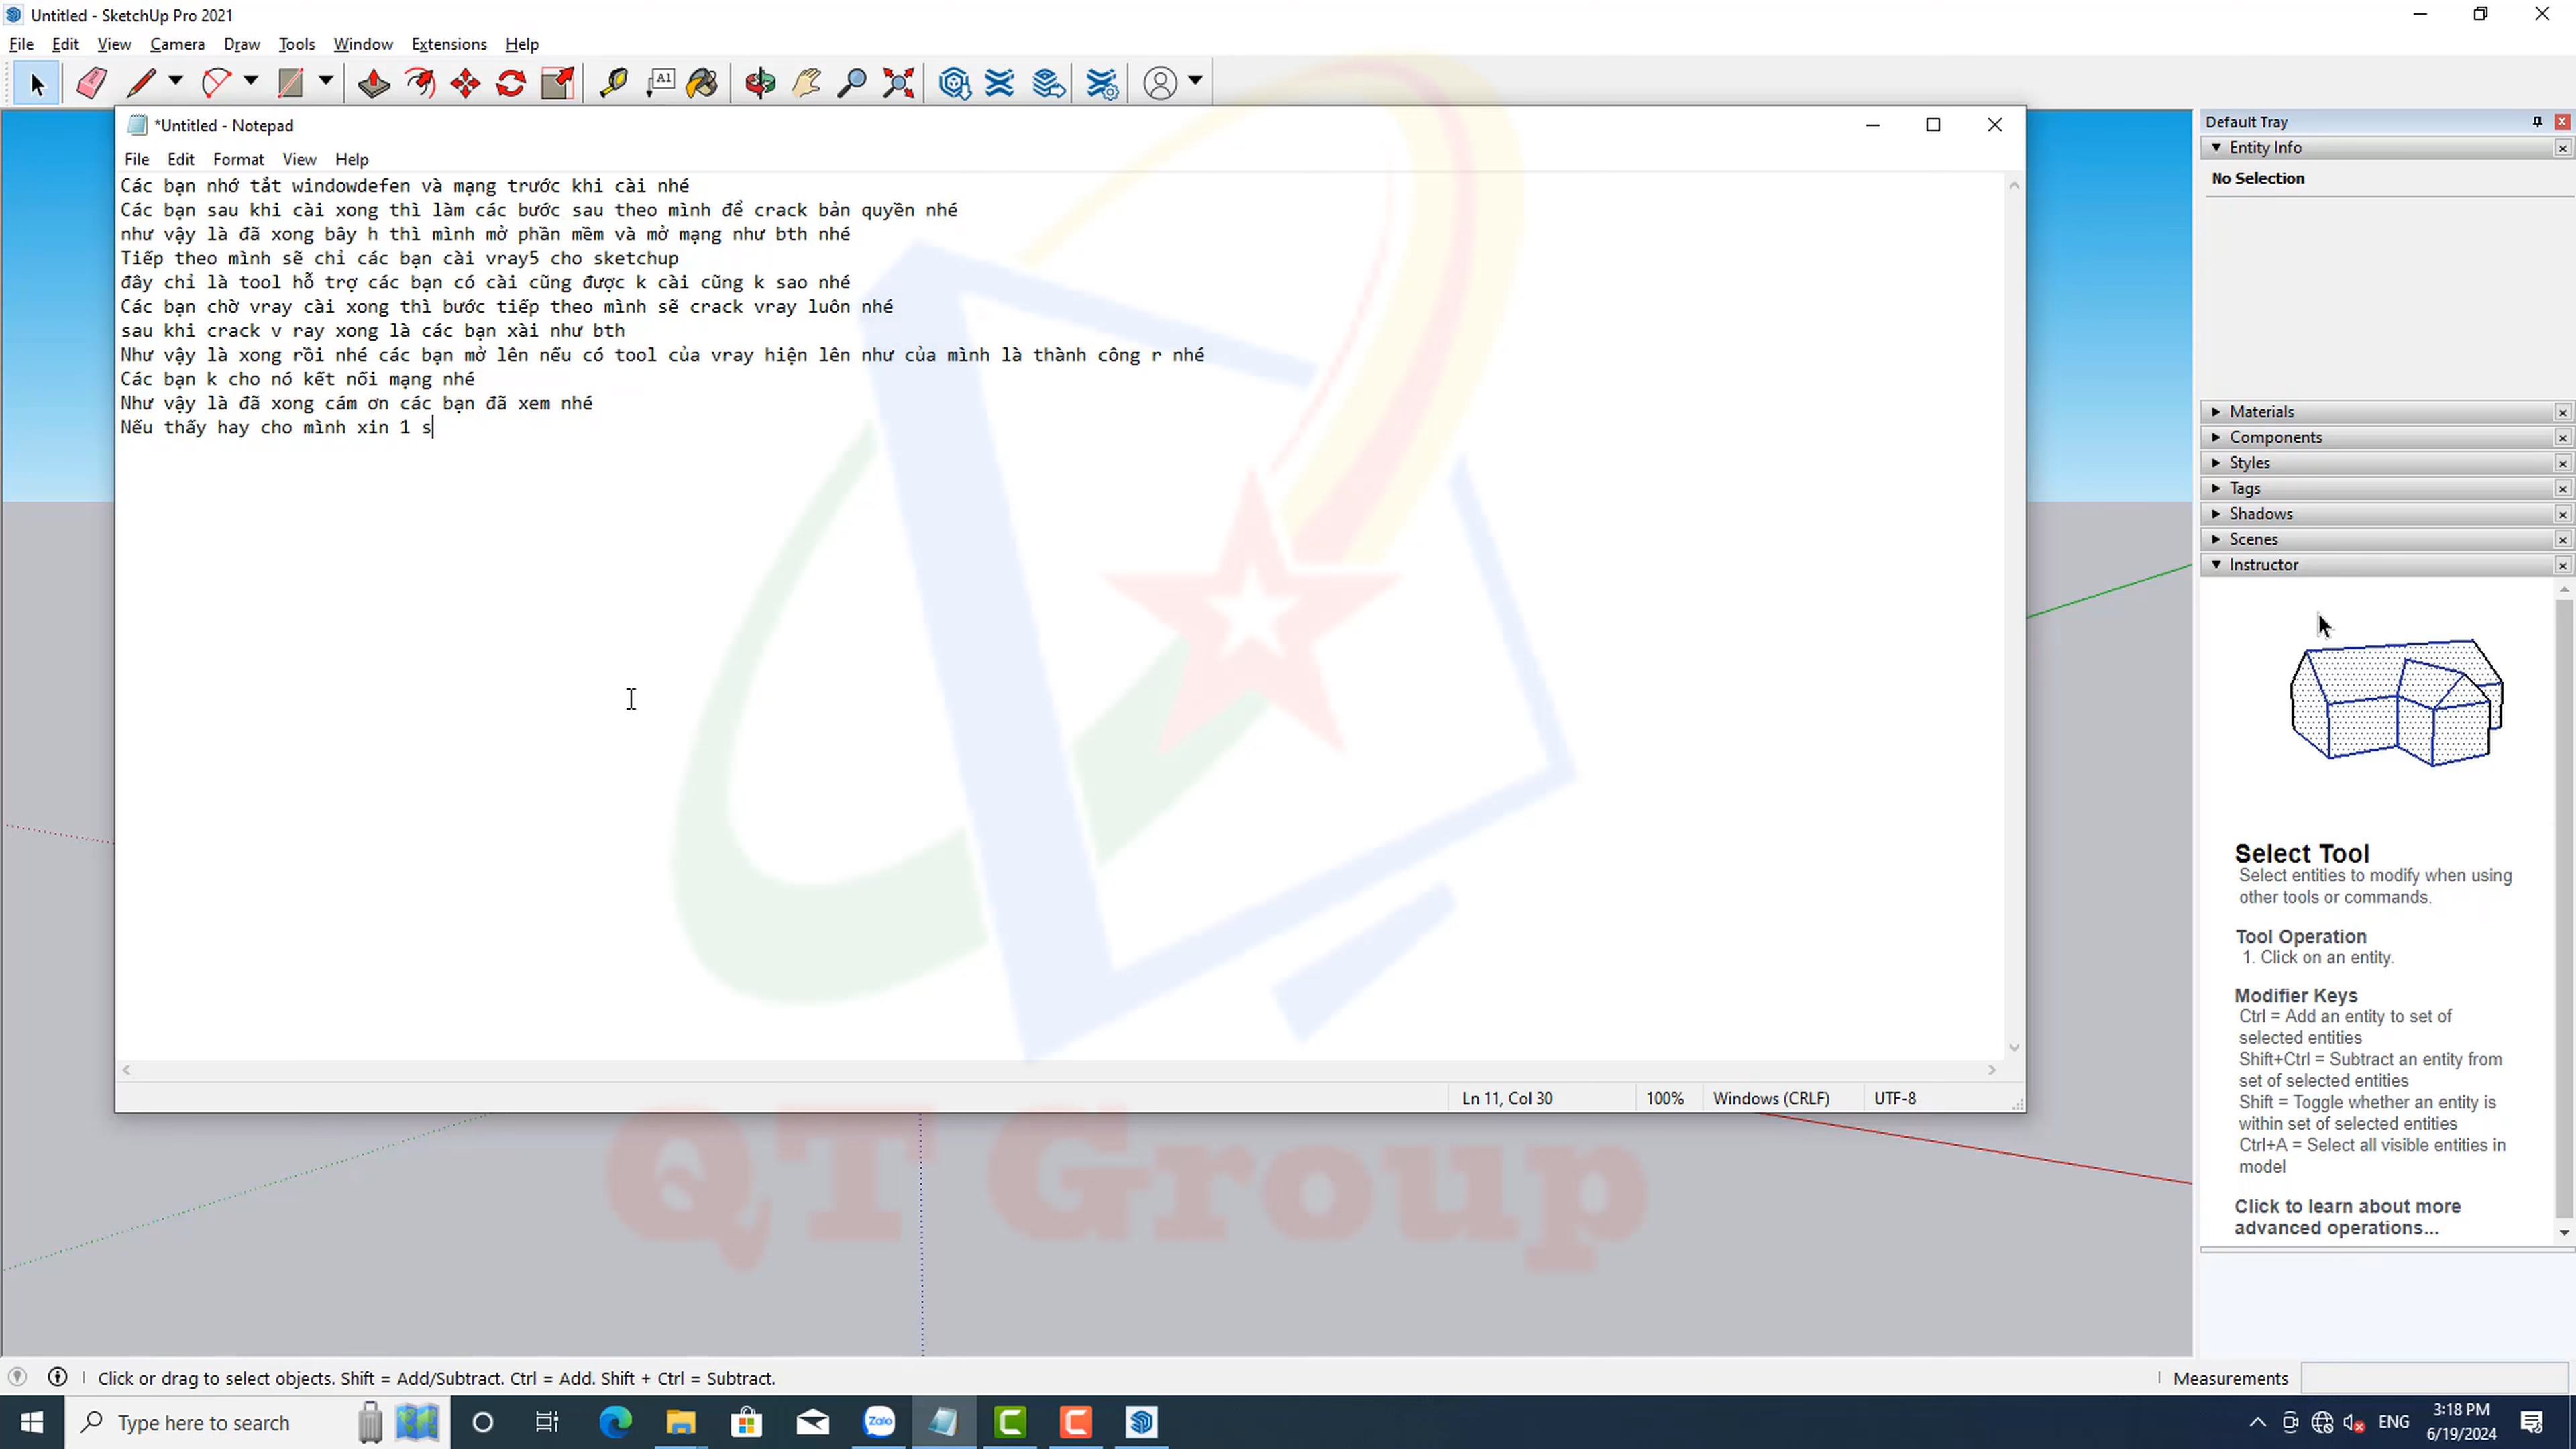 Untitled - SketchUp Pro 2021
File Edit View Camera Draw Tools Window Extensions Help
A1
*Untitled - Notepad
File Edit Format View Help
Các bạn nhớ tắt windowdefen và mạng trước khi cài nhé
Các bạn sau khi cài xong thì làm các bước sau theo mình để crack bản quyền nhé
như vậy là đã xong bây h thì mình mở phần mềm và mở mạng như bth nhé
Tiếp theo mình sẽ chỉ các bạn cài vray5 cho sketchup
đây chỉ là tool hỗ trợ các bạn có cài cũng được k cài cũng k sao nhé
Các bạn chờ vray cài xong thì bước tiếp theo mình sẽ crack vray luôn nhé
sau khi crack v ray xong là các bạn xài như bth
Như vậy là xong rồi nhé các bạn mở lên nếu có tool của vray hiện lên như của mình là thành công r nhé
Các bạn k cho nó kết nối mạng nhé
Như vậy là đã xong cám ơn các bạn đã xem nhé
Nếu thấy hay cho mình xin 1 s
Ln 11, Col 30 100% Windows (CRLF) UTF-8
QT Group
Default Tray
Entity Info
No Selection
Materials
Components
Styles
Tags
Shadows
Scenes
Instructor
Select Tool
Select entities to modify when using
other tools or commands.
Tool Operation
1. Click on an entity.
Modifier Keys
Ctrl = Add an entity to set of
selected entities
Shift+Ctrl = Subtract an entity from
set of selected entities
Shift = Toggle whether an entity is
within set of selected entities
Ctrl+A = Select all visible entities in
model
Click to learn about more
advanced operations...
Click or drag to select objects. Shift = Add/Subtract. Ctrl = Add. Shift + Ctrl = Subtract.
Measurements
Type here to search
Zalo
ENG
3:18 PM
6/19/2024